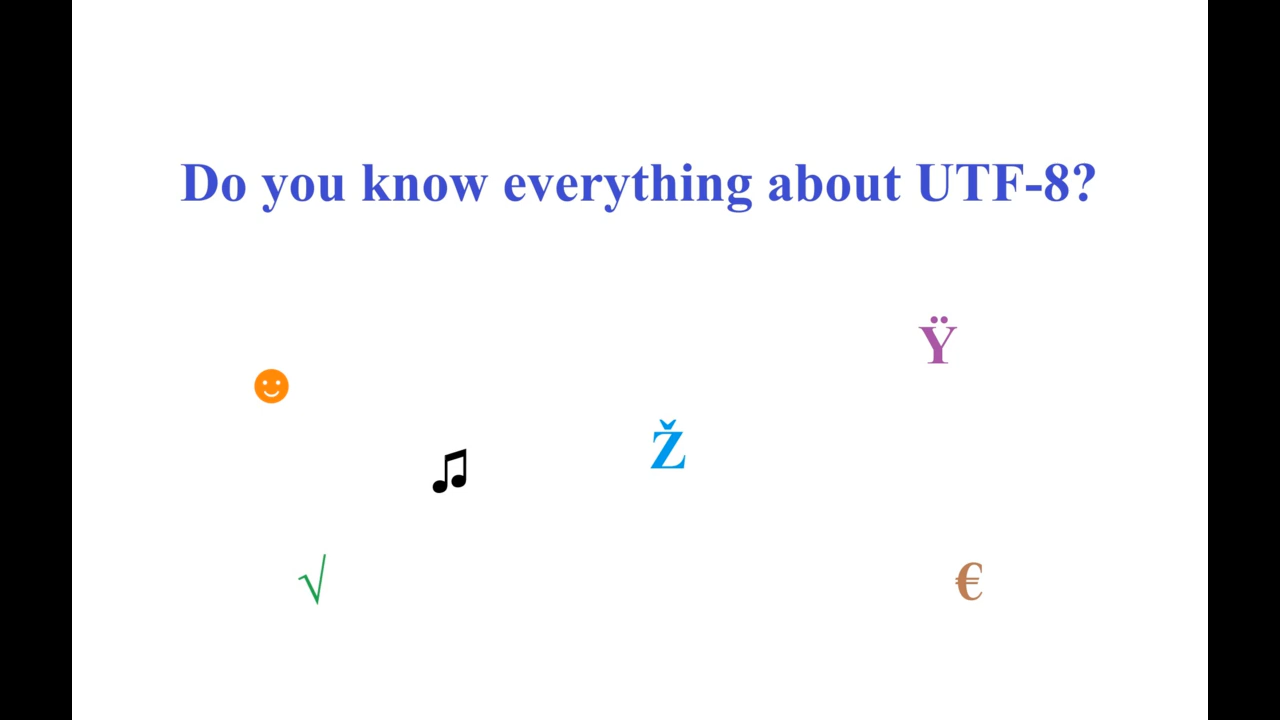 Do you know everything about UTF-8?
Ÿ
☻
Ž
♫
√
€